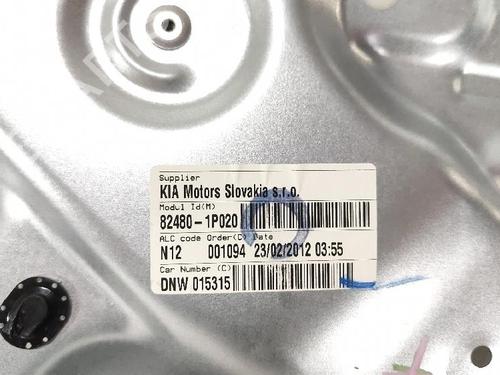 Supplier
KIA Motors Slovakia s.r.o.
Modul Id(M)
82480-1P020
ALC code Order(C) Date
N12 001094 23/02/2012 03:55
Car Number (C)
DNW 015315